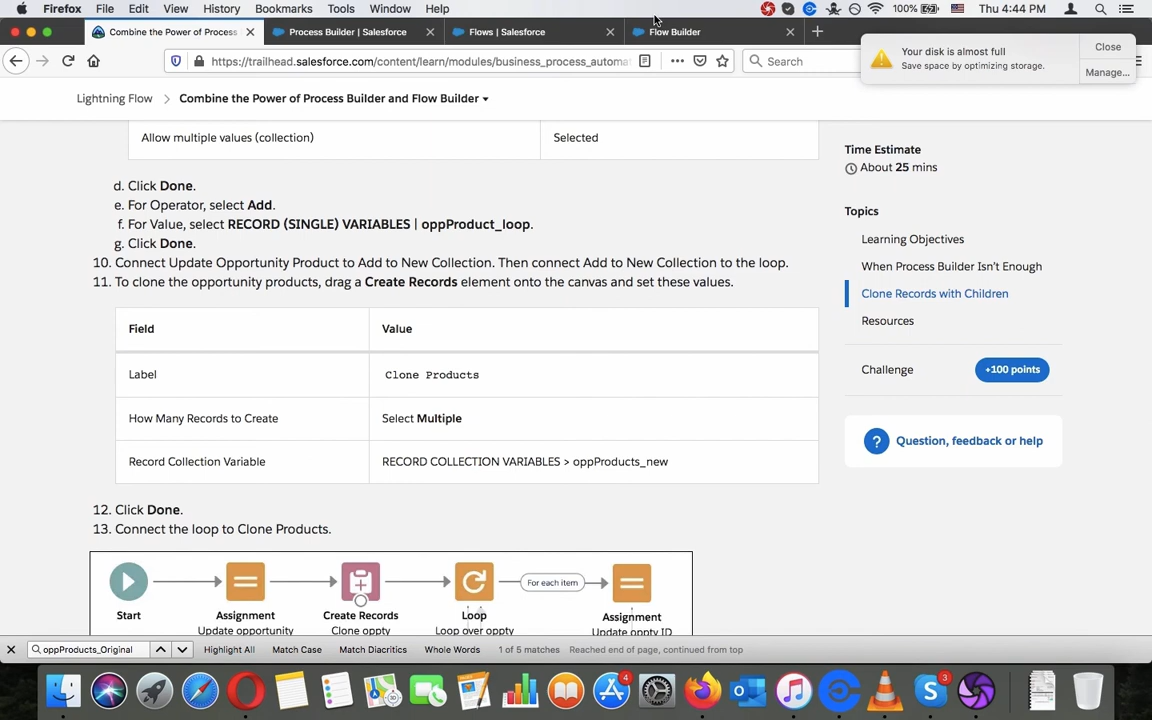 Firefox File Edit View History Bookmarks Tools Window Help 100% Thu 4:44 PM
Combine the Power of Process
Process Builder | Salesforce
Flows | Salesforce
Flow Builder
https://trailhead.salesforce.com/content/learn/modules/business_process_automa
Search
Your disk is almost full
Save space by optimizing storage.
Close
Manage...
Lightning Flow
Combine the Power of Process Builder and Flow Builder
Allow multiple values (collection) Selected
d. Click Done.
e. For Operator, select Add.
f. For Value, select RECORD (SINGLE) VARIABLES | oppProduct_loop.
g. Click Done.
10. Connect Update Opportunity Product to Add to New Collection. Then connect Add to New Collection to the loop.
11. To clone the opportunity products, drag a Create Records element onto the canvas and set these values.
Field Value
Label Clone Products
How Many Records to Create Select Multiple
Record Collection Variable RECORD COLLECTION VARIABLES > oppProducts_new
12. Click Done.
13. Connect the loop to Clone Products.
For each item
Start Assignment Create Records Loop Assignment
Update opportunity Clone oppty Loop over oppty Update oppty ID
Time Estimate
About 25 mins
Topics
Learning Objectives
When Process Builder Isn't Enough
Clone Records with Children
Resources
Challenge +100 points
? Question, feedback or help
oppProducts_Original
Highlight All Match Case Match Diacritics Whole Words 1 of 5 matches Reached end of page, continued from top
4
3